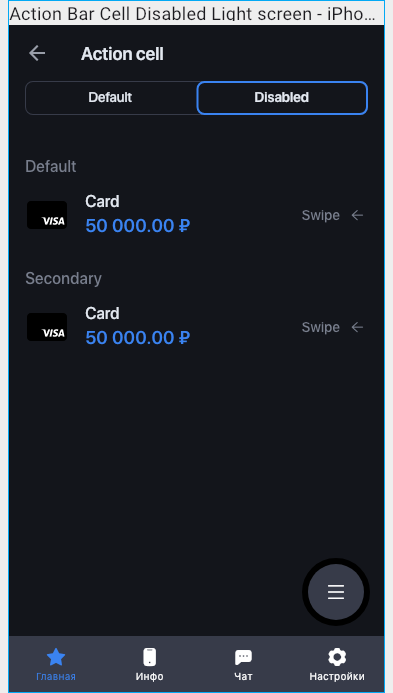 Action Bar Cell Disabled Light screen - iPho...
Action cell
Default
Disabled
Default
Card
VISA
50 000.00 ₽
Swipe
Secondary
Card
VISA
50 000.00 ₽
Swipe
Главная
Инфо
Чат
Настройки